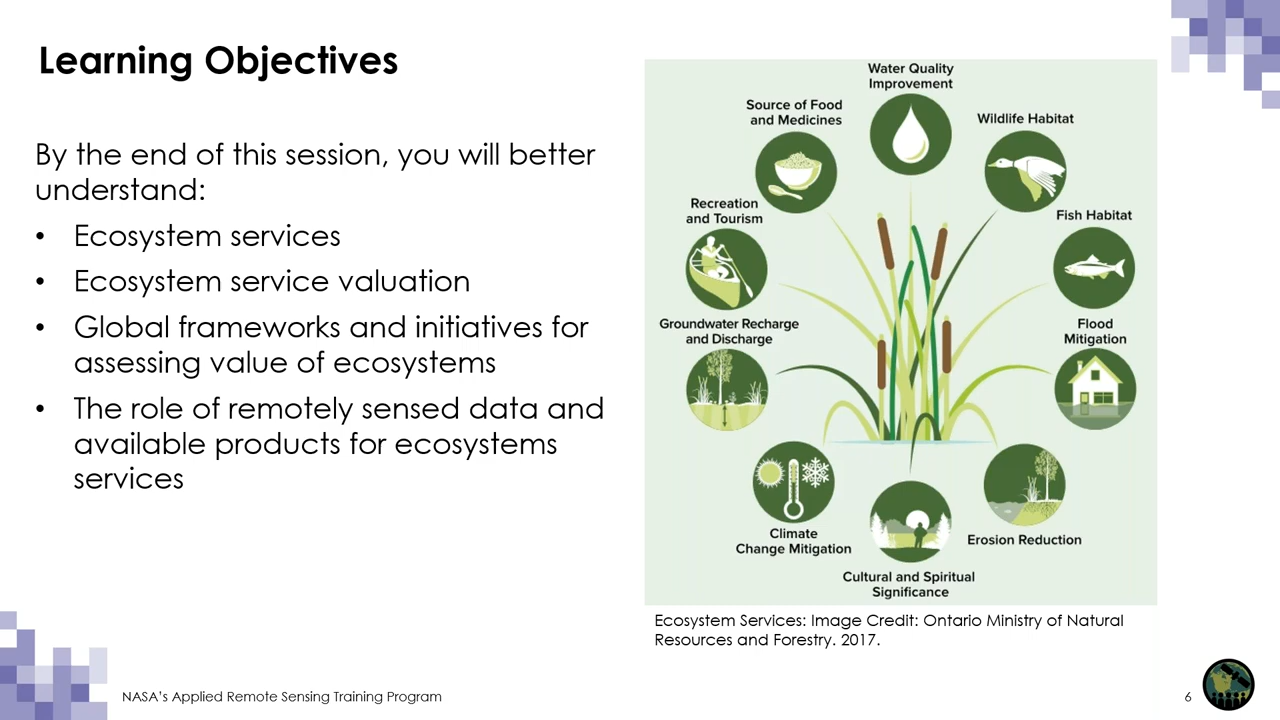 Learning Objectives
By the end of this session, you will better
understand:
• Ecosystem services
• Ecosystem service valuation
• Global frameworks and initiatives for
assessing value of ecosystems
• The role of remotely sensed data and
available products for ecosystems
services
Water Quality
Improvement
Source of Food
and Medicines
Wildlife Habitat
Recreation
and Tourism
Fish Habitat
Groundwater Recharge
and Discharge
Flood
Mitigation
Climate
Change Mitigation
Erosion Reduction
Cultural and Spiritual
Significance
Ecosystem Services: Image Credit: Ontario Ministry of Natural
Resources and Forestry. 2017.
NASA's Applied Remote Sensing Training Program
6